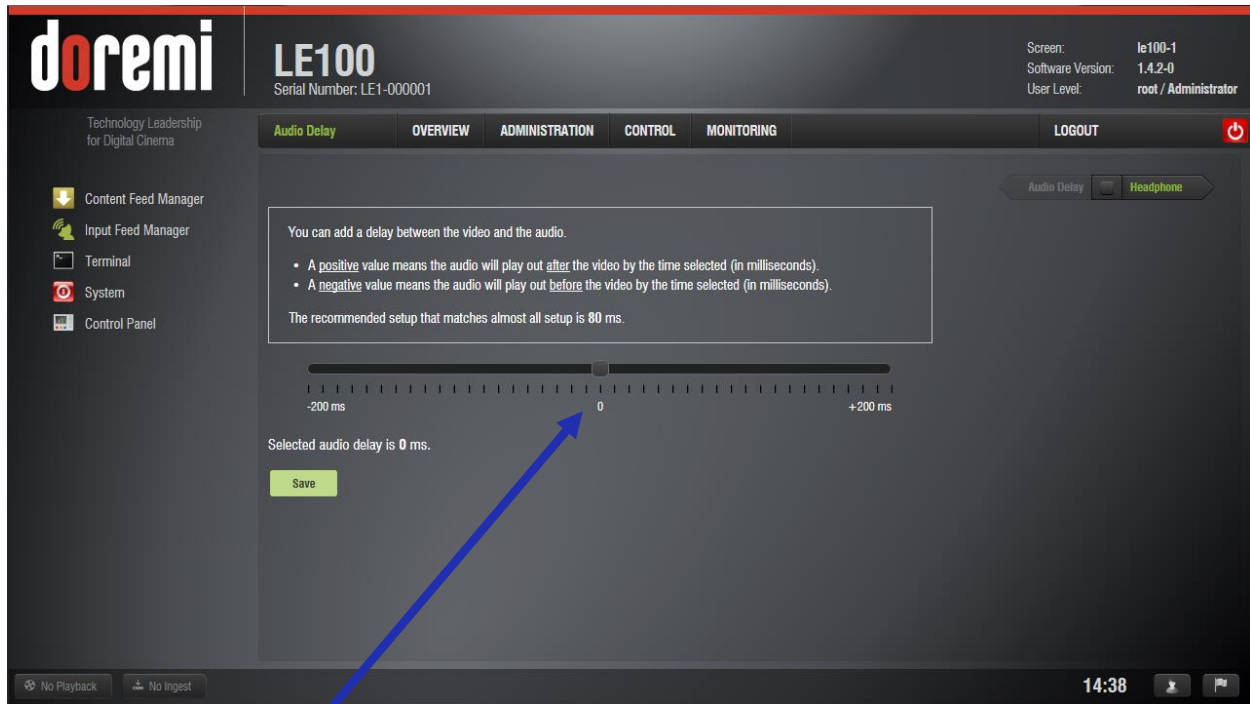 doremi
Technology Leadership
for Digital Cinema
LE100
Serial Number: LE1-000001
Screen: le100-1
Software Version: 1.4.2-0
User Level: root / Administrator
Audio Delay OVERVIEW ADMINISTRATION CONTROL MONITORING LOGOUT
Content Feed Manager
Input Feed Manager
Terminal
System
Control Panel
Audio Delay Headphone
You can add a delay between the video and the audio.
• A positive value means the audio will play out after the video by the time selected (in milliseconds).
• A negative value means the audio will play out before the video by the time selected (in milliseconds).
The recommended setup that matches almost all setup is 80 ms.
-200 ms 0 +200 ms
Selected audio delay is 0 ms.
Save
No Playback No Ingest 14:38